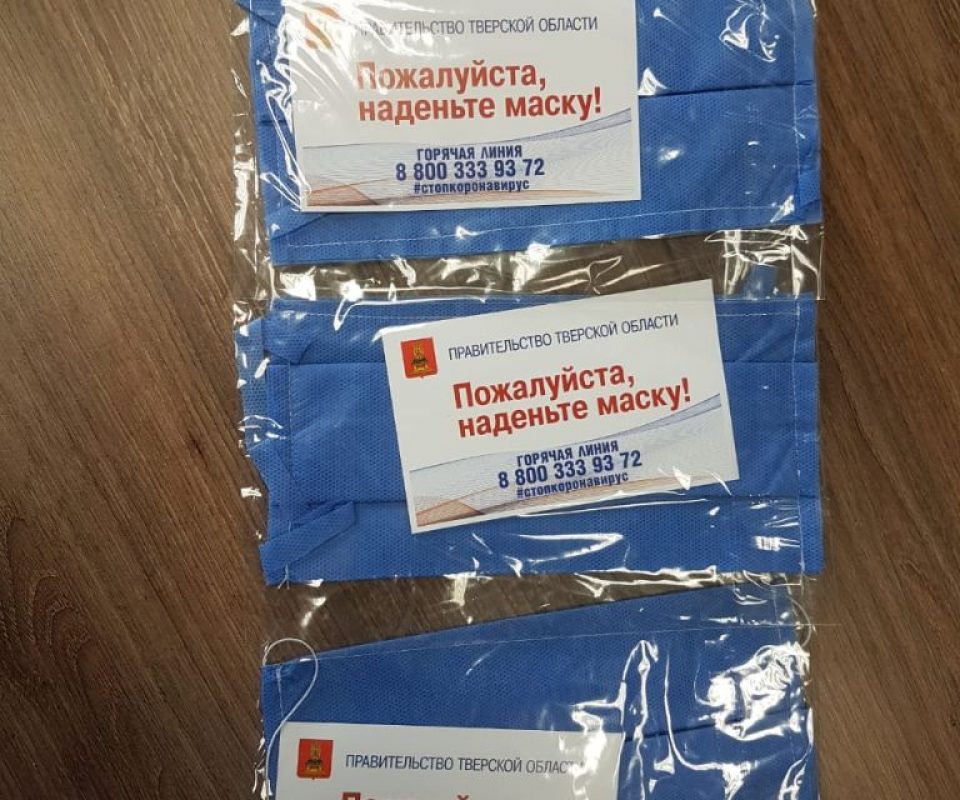 ПРАВИТЕЛЬСТВО ТВЕРСКОЙ ОБЛАСТИ
Пожалуйста,
наденьте маску!
ГОРЯЧАЯ ЛИНИЯ
8 800 333 93 72
#стопкоронавирус
ПРАВИТЕЛЬСТВО ТВЕРСКОЙ ОБЛАСТИ
Пожалуйста,
наденьте маску!
ГОРЯЧАЯ ЛИНИЯ
8 800 333 93 72
#стопкоронавирус
ПРАВИТЕЛЬСТВО ТВЕРСКОЙ ОБЛАСТИ